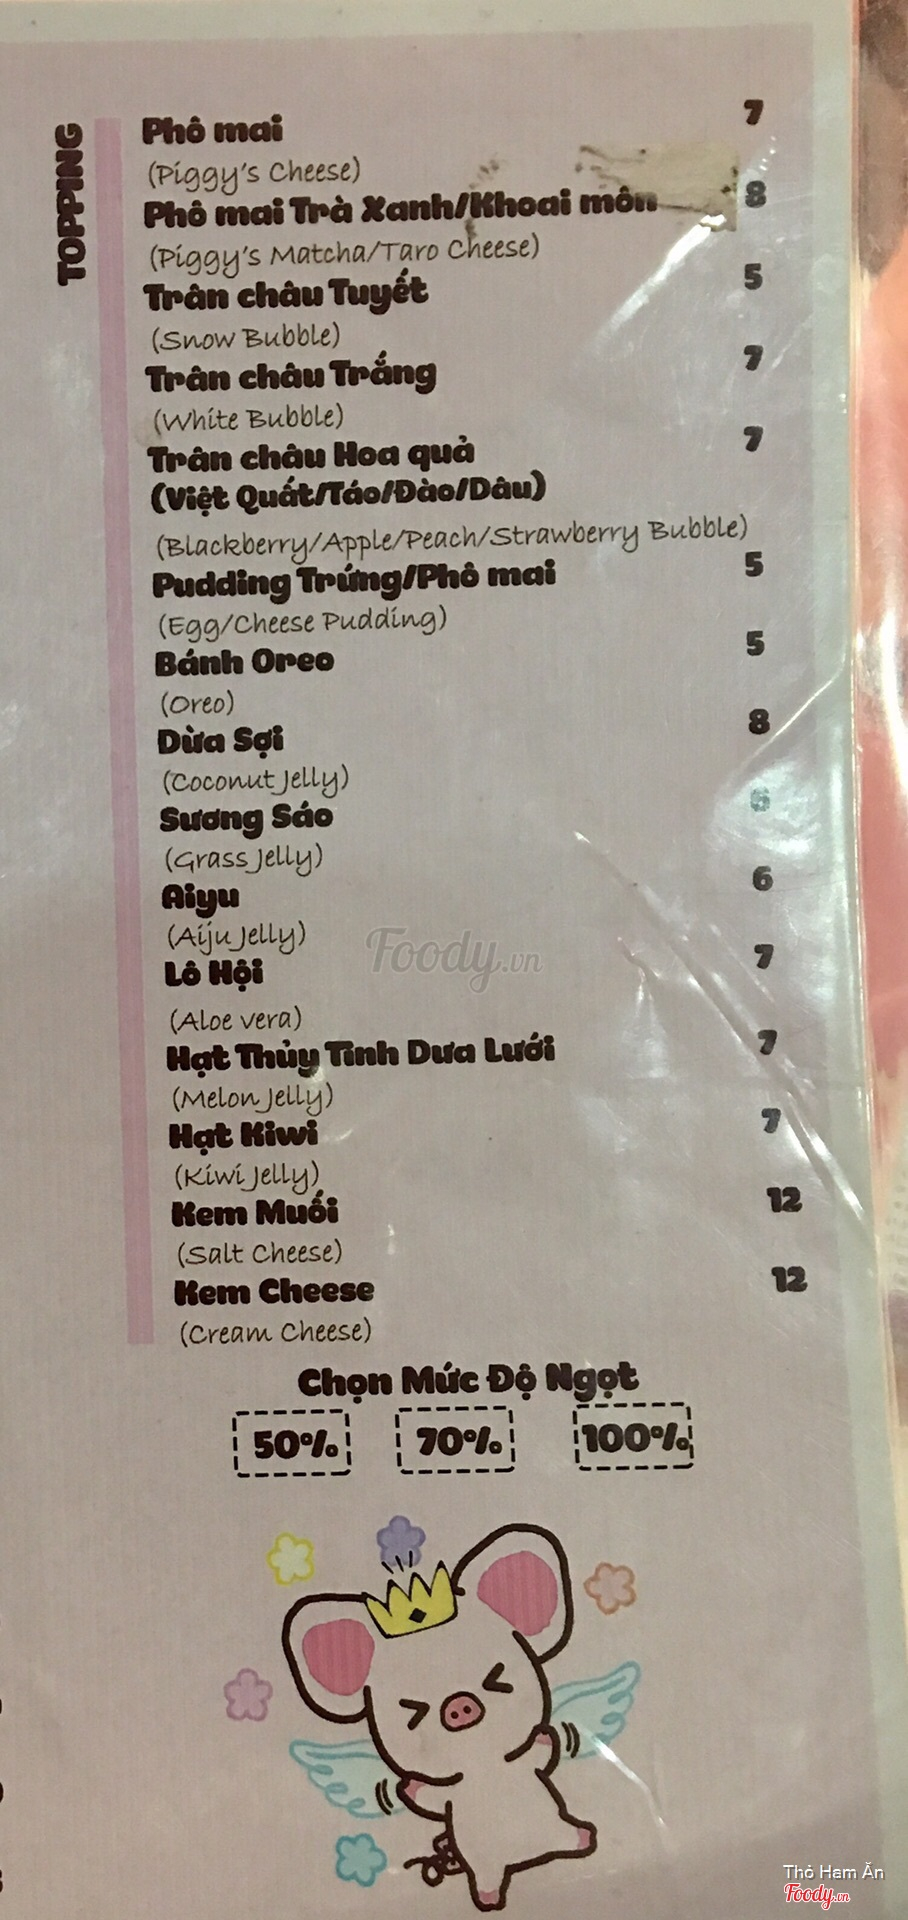 TOPPING
Phô mai 7
(Piggy's Cheese)
Phô mai Trà Xanh/Khoai môn 8
(Piggy's Matcha/Taro Cheese)
Trân châu Tuyết 5
(Snow Bubble)
Trân châu Trắng 7
(White Bubble)
Trân châu Hoa quả 7
(Việt Quất/Táo/Đào/Dâu)
(Blackberry/Apple/Peach/Strawberry Bubble)
Pudding Trứng/Phô mai 5
(Egg/Cheese Pudding)
Bánh Oreo 5
(Oreo)
Dừa Sợi 8
(Coconut Jelly)
Sương Sáo
(Grass Jelly)
Aiyu 6
(Aiju Jelly)
Lô Hội 7
(Aloe vera)
Hạt Thủy Tinh Dưa Lưới 7
(Melon Jelly)
Hạt Kiwi 7
(Kiwi Jelly)
Kem Muối 12
(Salt Cheese)
Kem Cheese 12
(Cream Cheese)
Chọn Mức Độ Ngọt
50% 70% 100%
Foody.vn
Thỏ Ham Ăn
Foody.vn